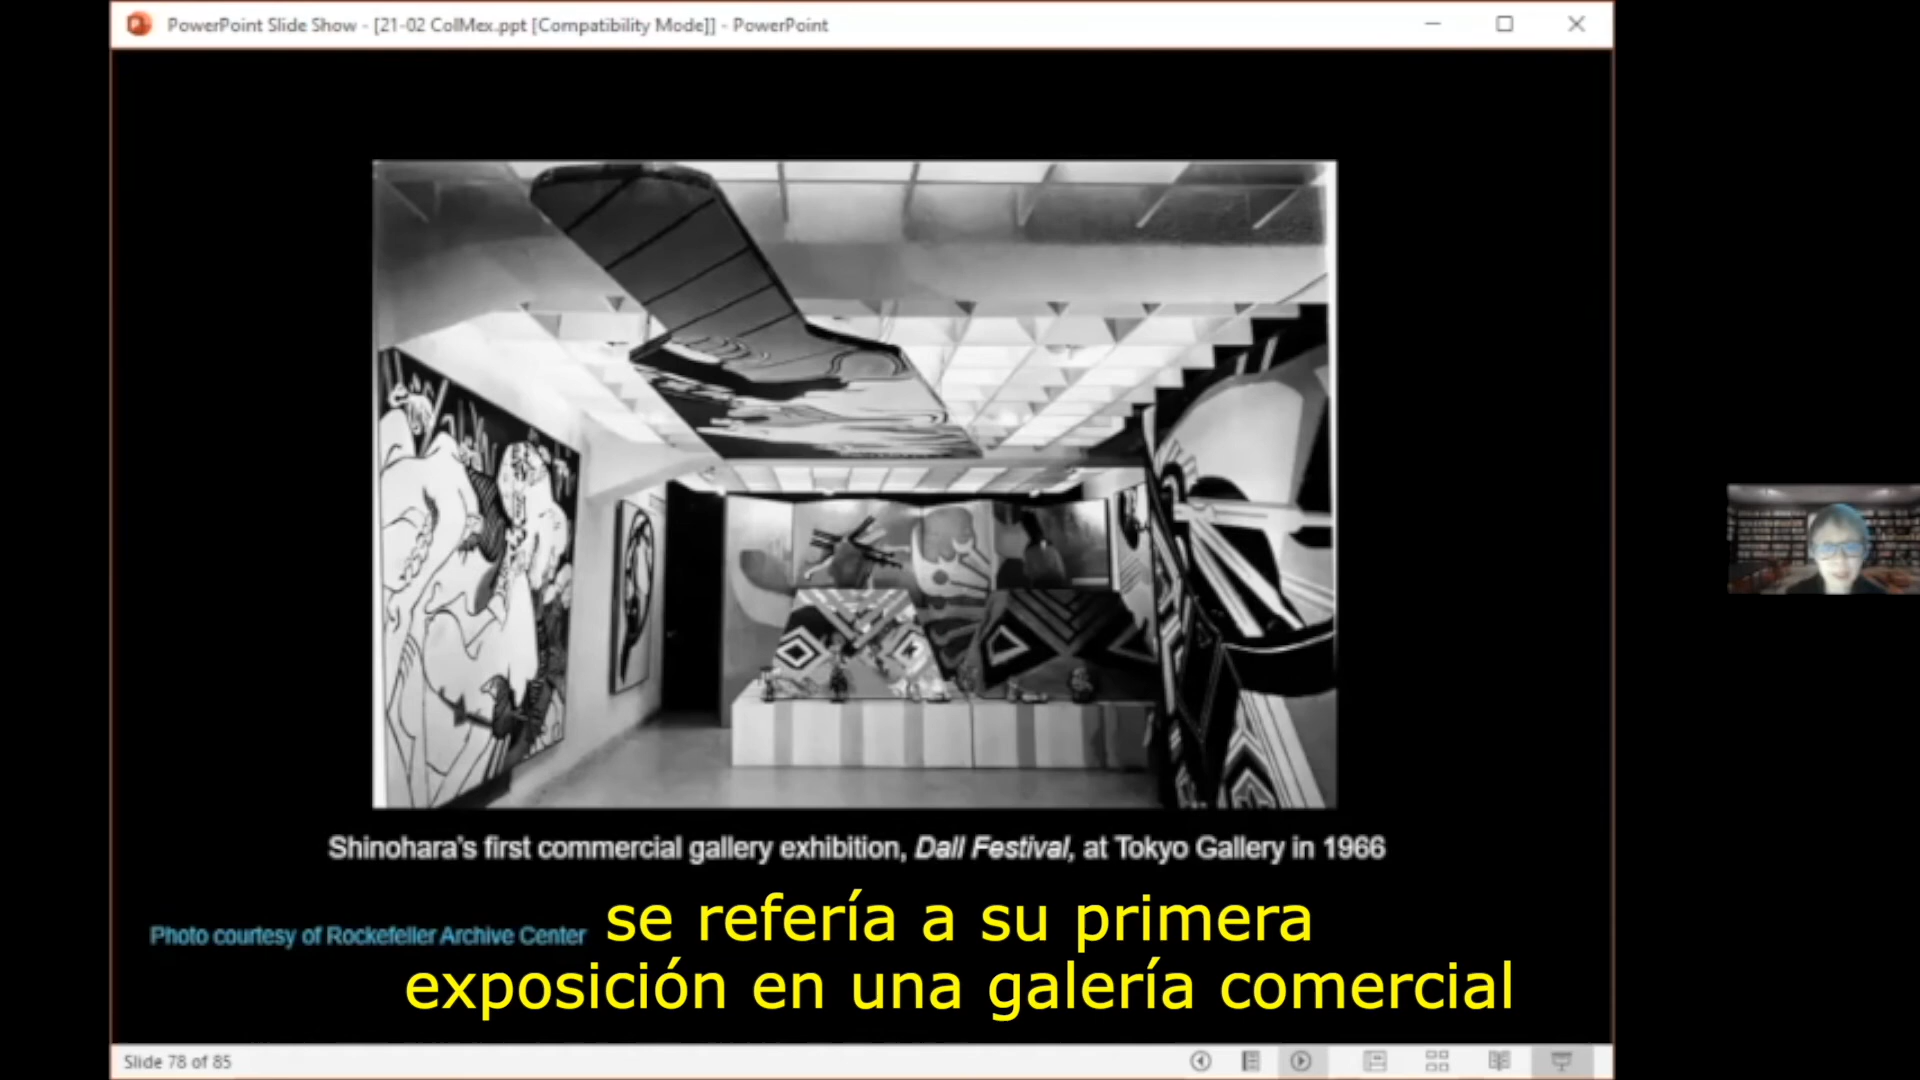 PowerPoint Slide Show - [21-02 ColMex.ppt [Compatibility Mode]] - PowerPoint
Shinohara's first commercial gallery exhibition, Dall Festival, at Tokyo Gallery in 1966
Photo courtesy of Rockefeller Archive Center
se refería a su primera
exposición en una galería comercial
Slide 78 of 85